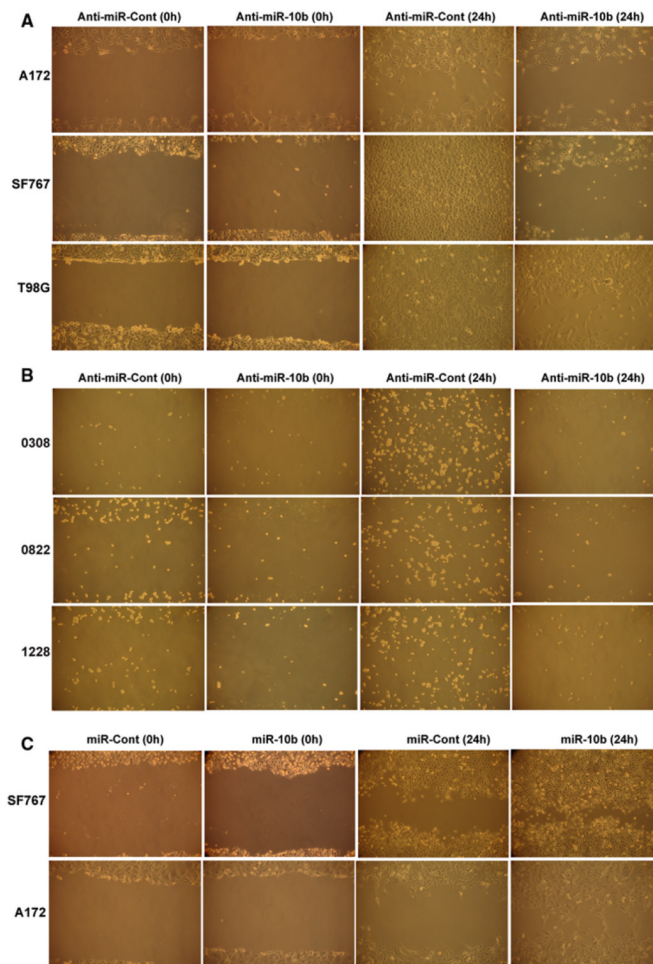 A
Anti-miR-Cont (0h) Anti-miR-10b (0h) Anti-miR-Cont (24h) Anti-miR-10b (24h)
A172
SF767
T98G
B
Anti-miR-Cont (0h) Anti-miR-10b (0h) Anti-miR-Cont (24h) Anti-miR-10b (24h)
0308
0822
1228
C
miR-Cont (0h) miR-10b (0h) miR-Cont (24h) miR-10b (24h)
SF767
A172